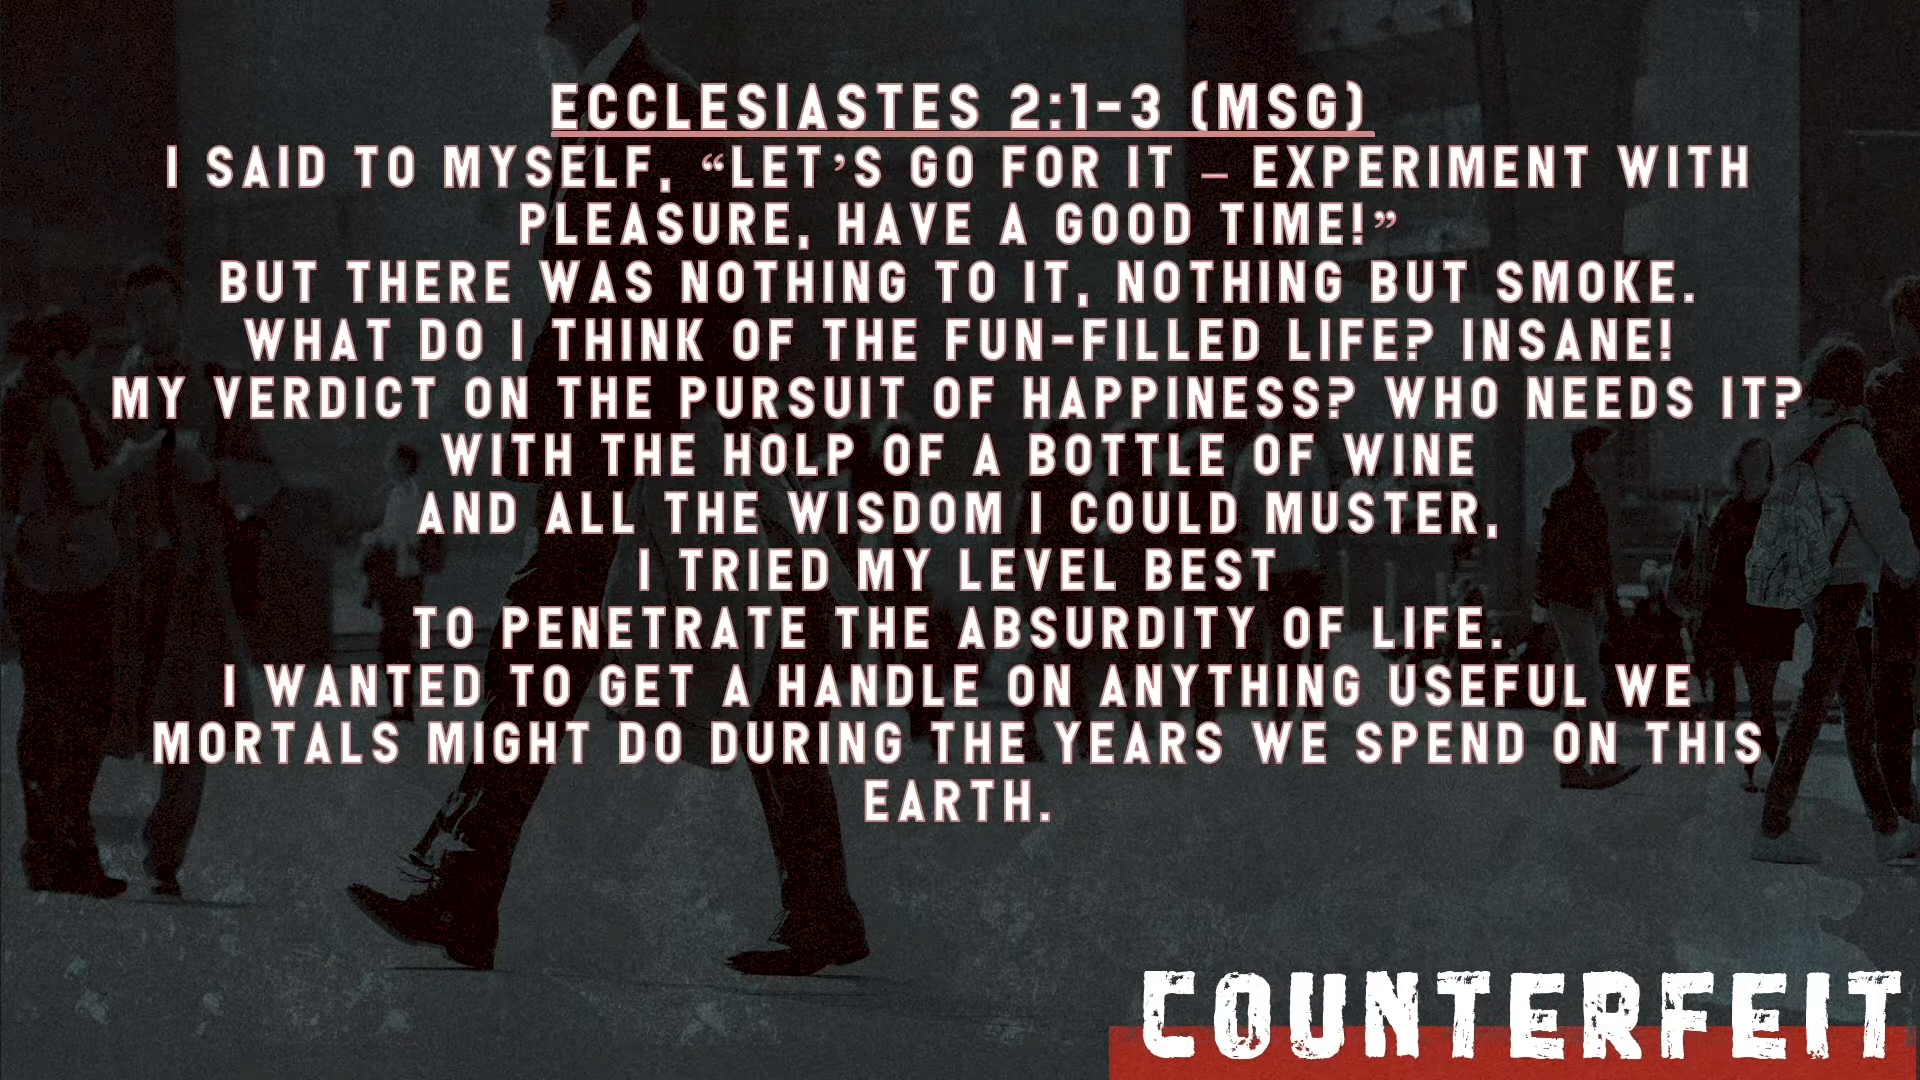 ECCLESIASTES 2:1-3 (MSG)
I SAID TO MYSELF, “LET’S GO FOR IT – EXPERIMENT WITH
PLEASURE, HAVE A GOOD TIME!”
BUT THERE WAS NOTHING TO IT, NOTHING BUT SMOKE.
WHAT DO I THINK OF THE FUN-FILLED LIFE? INSANE!
MY VERDICT ON THE PURSUIT OF HAPPINESS? WHO NEEDS IT?
WITH THE HOLP OF A BOTTLE OF WINE
AND ALL THE WISDOM I COULD MUSTER,
I TRIED MY LEVEL BEST
TO PENETRATE THE ABSURDITY OF LIFE.
I WANTED TO GET A HANDLE ON ANYTHING USEFUL WE
MORTALS MIGHT DO DURING THE YEARS WE SPEND ON THIS
EARTH.
COUNTERFEIT